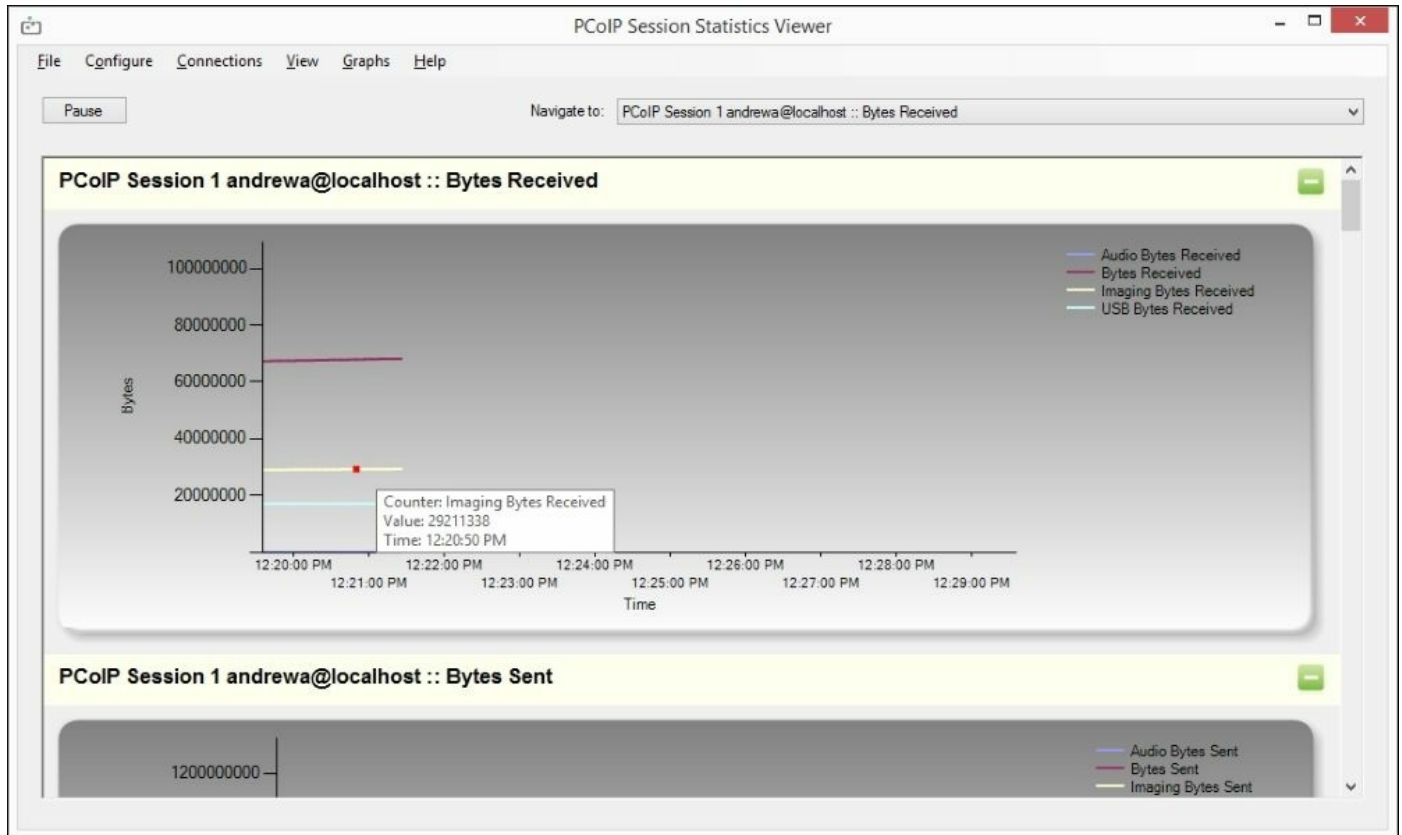 PCoIP Session Statistics Viewer
File Configure Connections View Graphs Help
Pause
Navigate to: PCoIP Session 1 andrewa@localhost :: Bytes Received
PCoIP Session 1 andrewa@localhost :: Bytes Received
Audio Bytes Received
Bytes Received
Imaging Bytes Received
USB Bytes Received
Bytes
100000000
80000000
60000000
40000000
20000000
Counter: Imaging Bytes Received
Value: 29211338
Time: 12:20:50 PM
12:20:00 PM 12:22:00 PM 12:24:00 PM 12:26:00 PM 12:28:00 PM
12:21:00 PM 12:23:00 PM 12:25:00 PM 12:27:00 PM 12:29:00 PM
Time
PCoIP Session 1 andrewa@localhost :: Bytes Sent
1200000000
Audio Bytes Sent
Bytes Sent
Imaging Bytes Sent